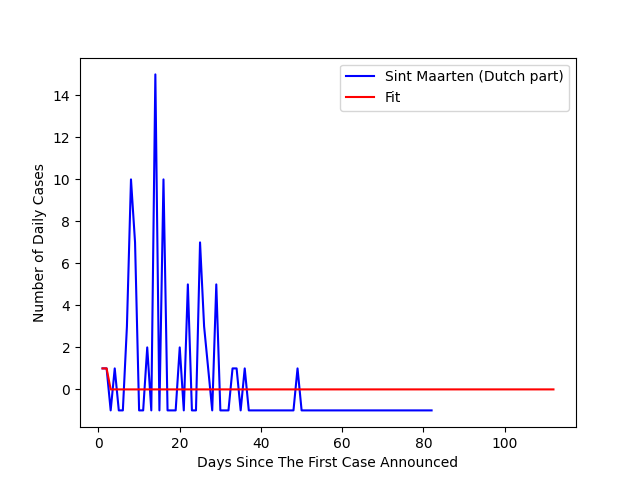 Sint Maarten (Dutch part)
Fit
14
12
10
8
6
4
2
0
Number of Daily Cases
0 20 40 60 80 100
Days Since The First Case Announced